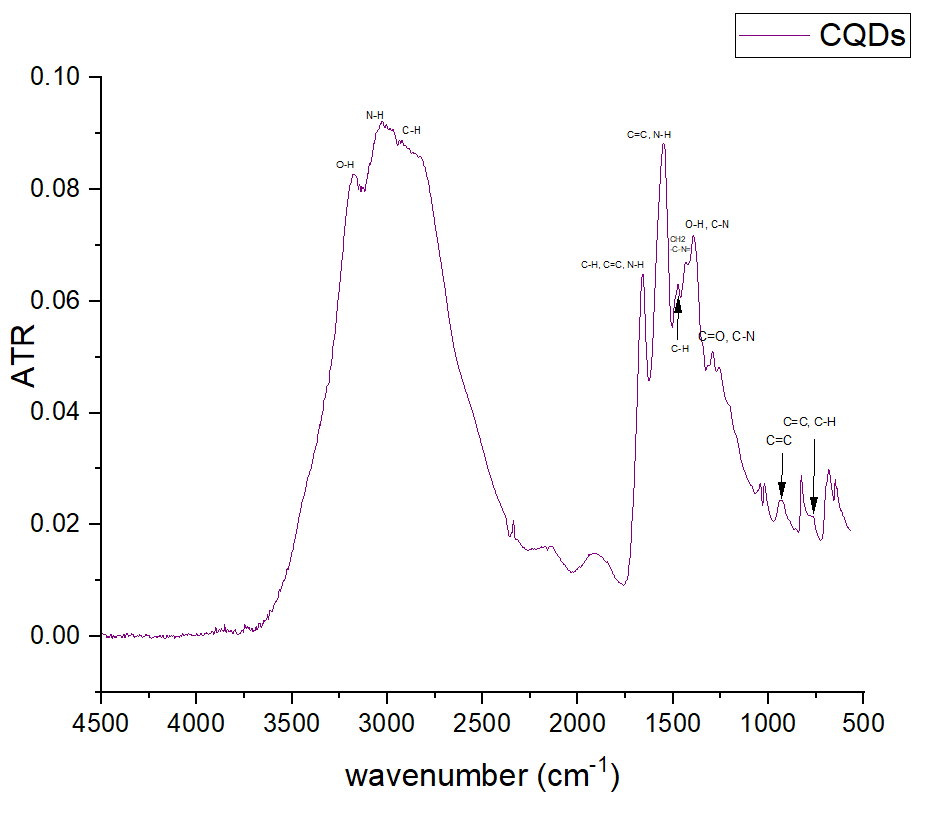 CQDs
0.10
0.08
0.06
0.04
0.02
0.00
ATR
N-H
C-H
O-H
C=C, N-H
O-H, C-N
CH2
-C-N=
C-H, C=C, N-H
C-H
C=O, C-N
C=C, C-H
C=C
4500 4000 3500 3000 2500 2000 1500 1000 500
wavenumber (cm⁻¹)